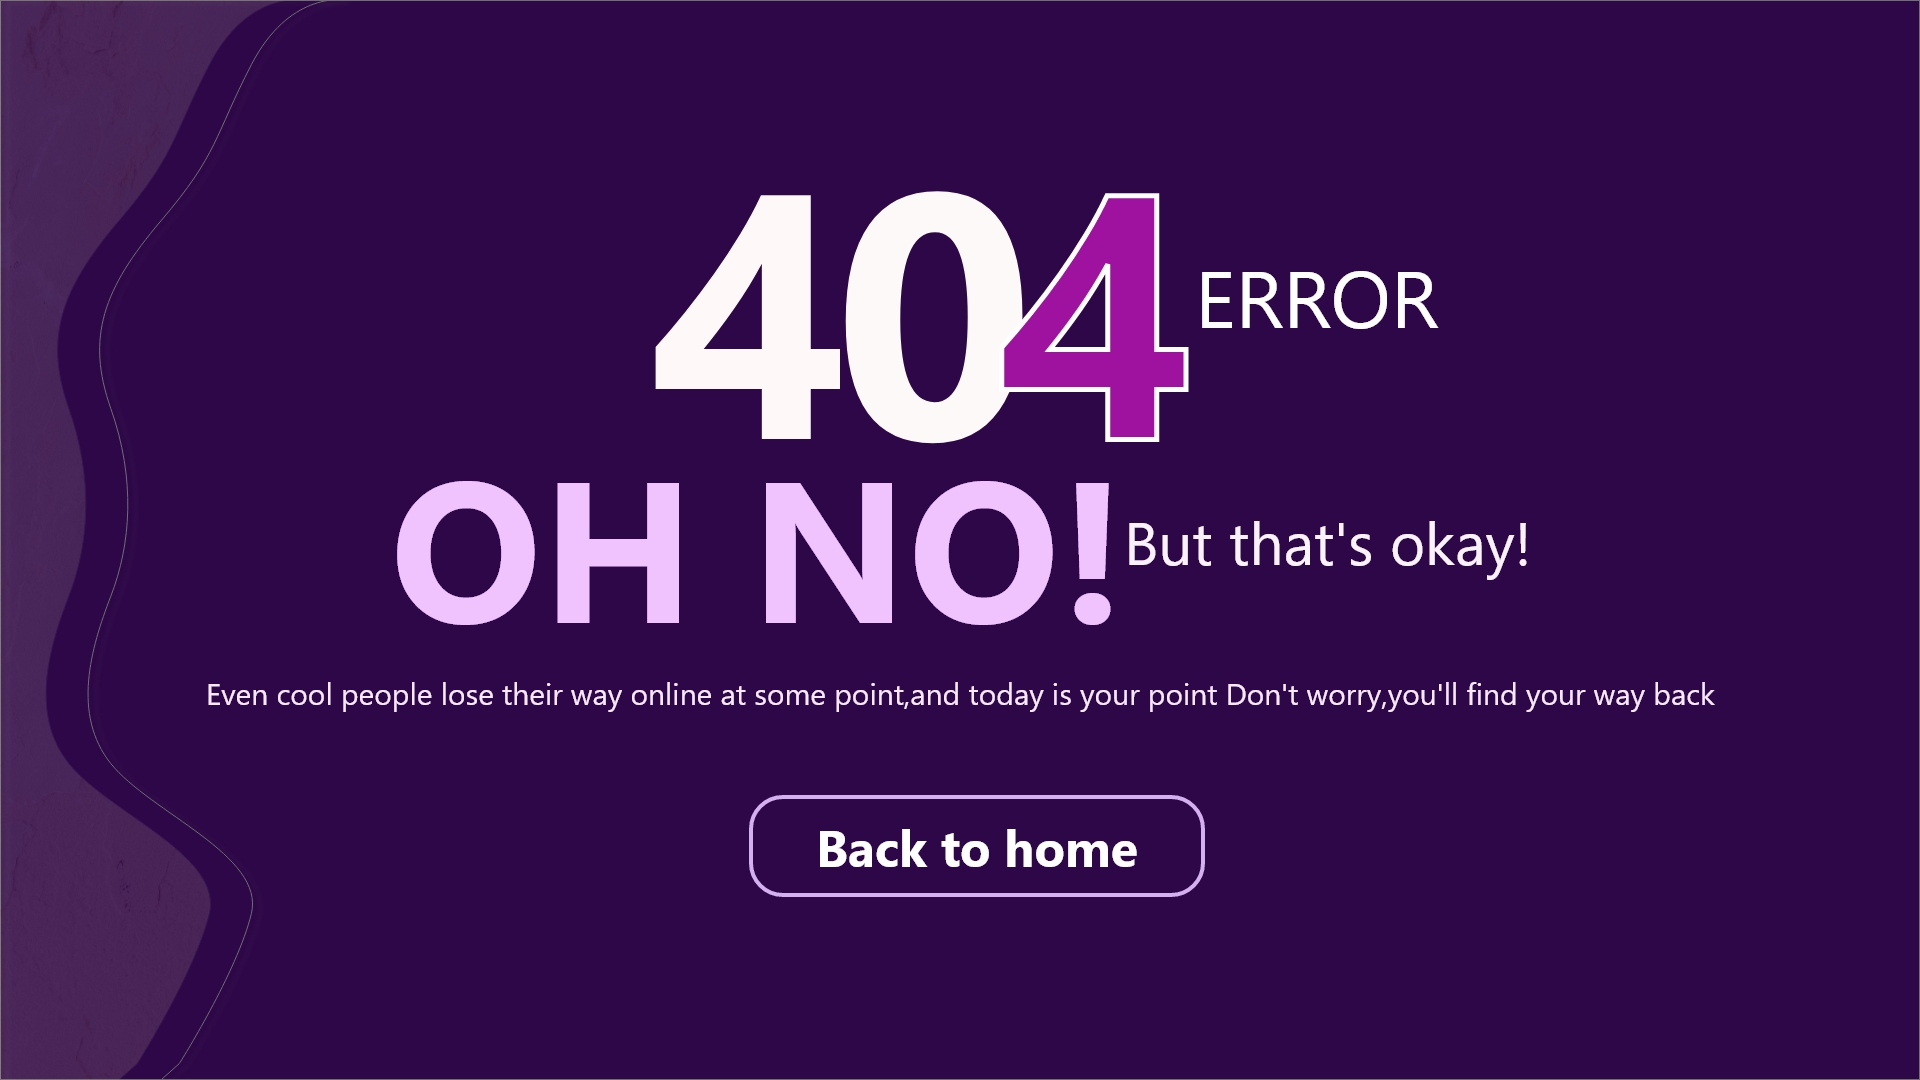 404 ERROR
OH NO! But that's okay!
Even cool people lose their way online at some point,and today is your point Don't worry,you'll find your way back
Back to home